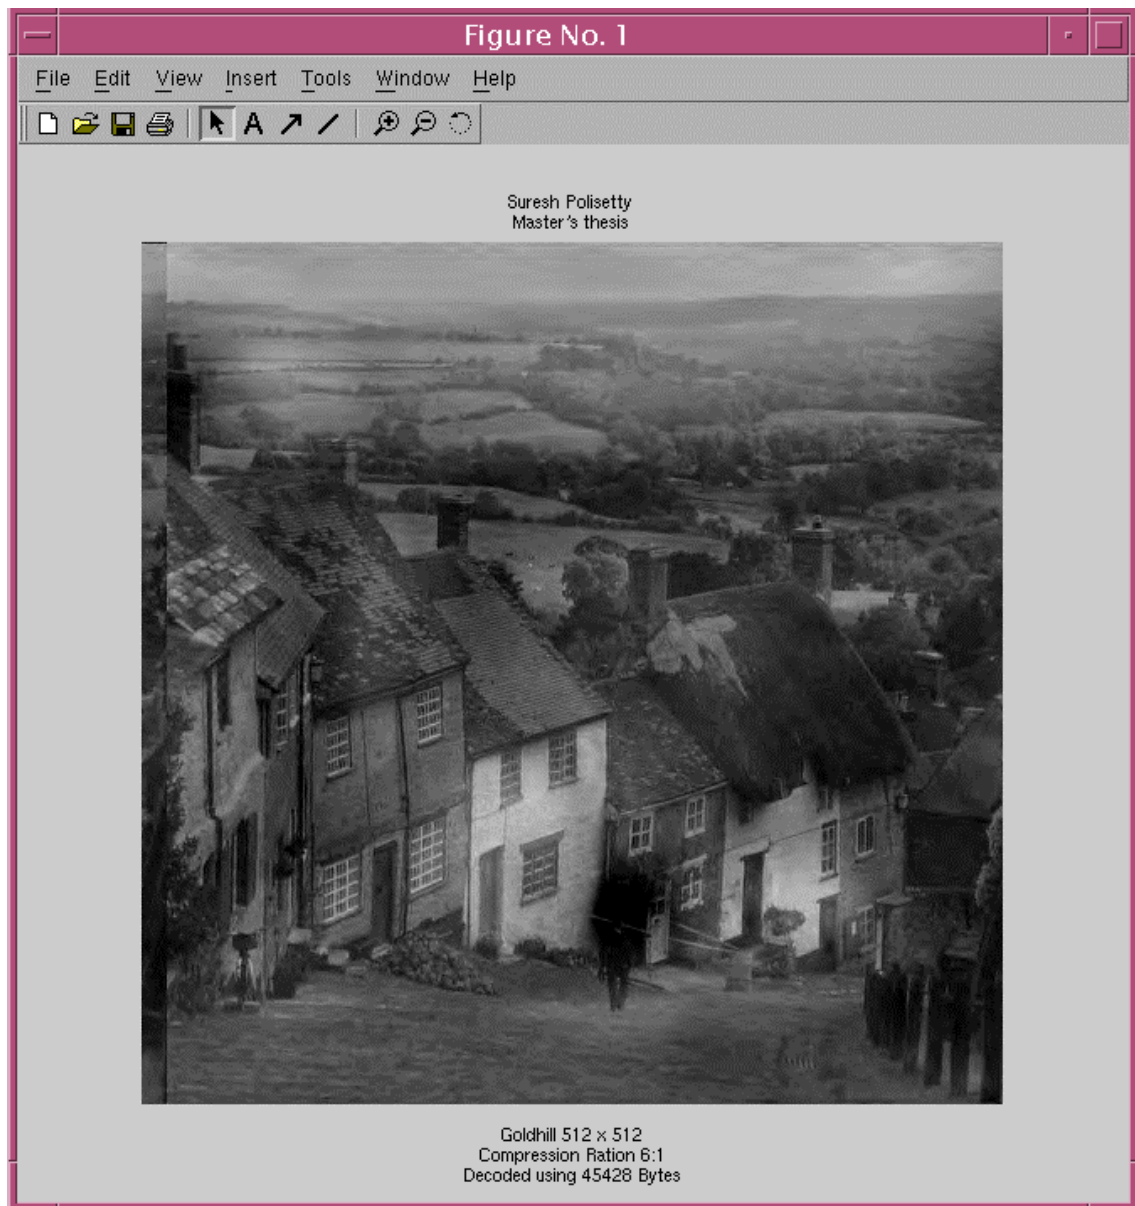 Figure No. 1
File Edit View Insert Tools Window Help
A
Suresh Polisetty
Master's thesis
Goldhill 512 x 512
Compression Ration 6:1
Decoded using 45428 Bytes